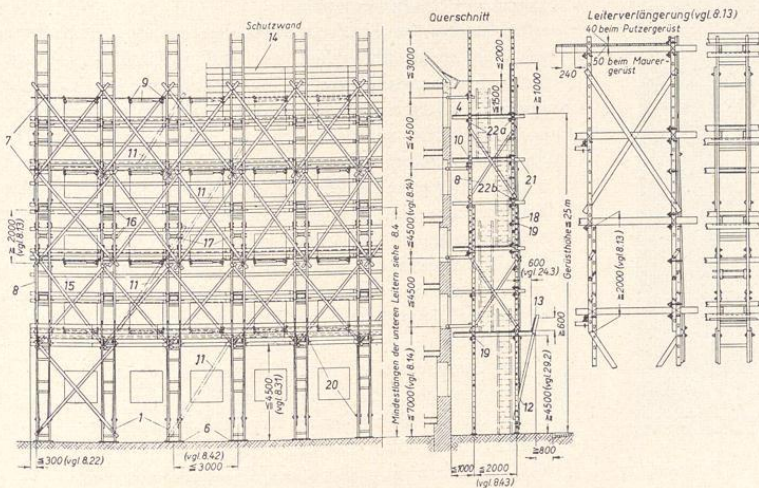 Schutzwand
14
9
7
11
11
≥2000
(vgl. 8.13)
16
17
8
15
11
11
≤4500
(vgl. 8.31)
20
1
6
≤300 (vgl. 8.22)
(vgl. 8.42)
≤3000
Mindestlängen der unteren Leitern siehe 8.4
Querschnitt
≤3000
≤4500
≤4500 (vgl. 8.14)
≤4500
≤7000 (vgl. 8.14)
≤2000
≤1500
≥1000
4
22a
10
8
22b
21
18
19
600
(vgl. 24.3)
13
19
12
Gerüsthöhe ≤ 25 m
≥600
≤4500 (vgl. 29.2)
≥800
≤1000
≤2000
(vgl. 8.43)
Leiterverlängerung (vgl. 8.13)
40 beim Putzergerüst
50 beim Maurer-
gerüst
240
≥2000 (vgl. 8.13)